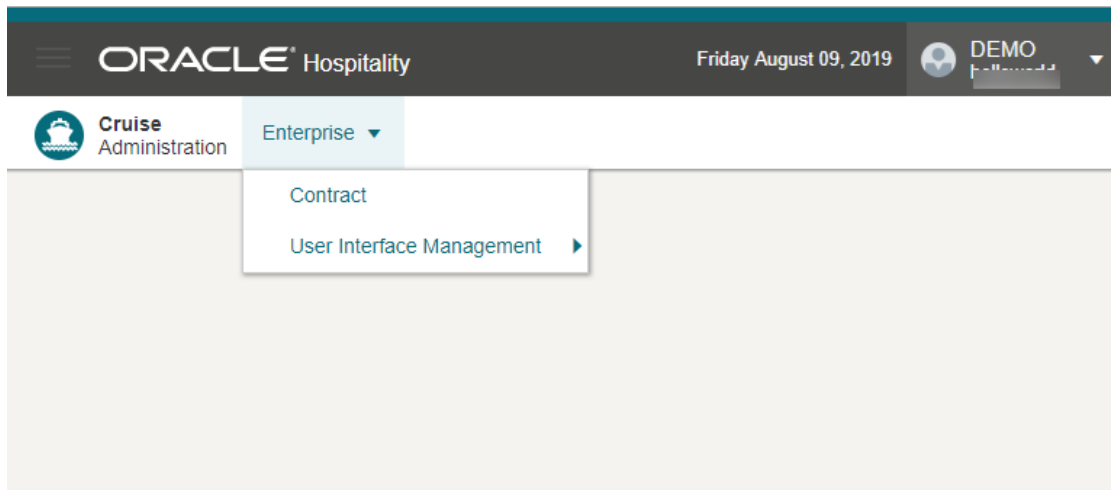 ORACLE Hospitality
Friday August 09, 2019
DEMO
Cruise
Administration
Enterprise
Contract
User Interface Management